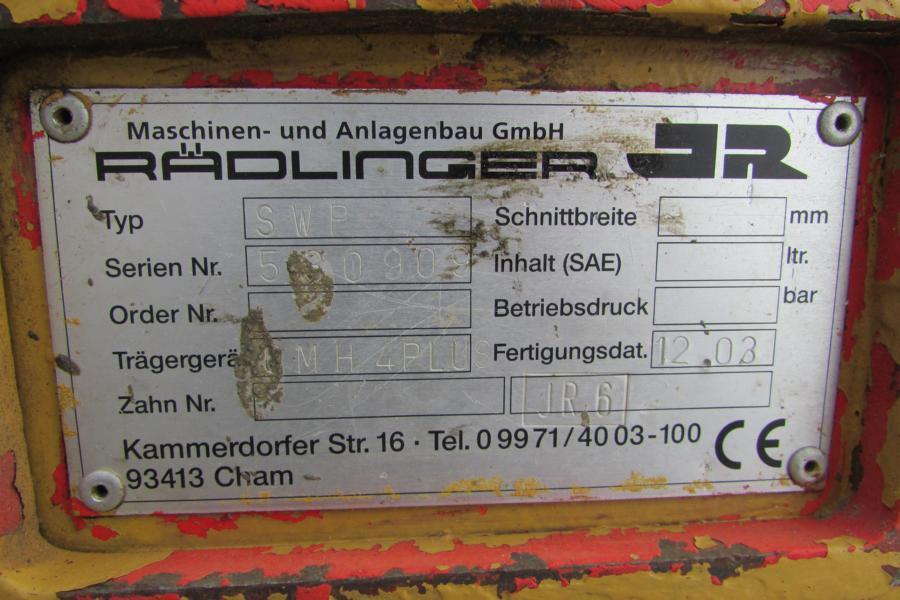 Maschinen- und Anlagenbau GmbH
RÄDLINGER JR
Typ SWP Schnittbreite mm
Serien Nr. Inhalt (SAE) ltr.
Order Nr. Betriebsdruck bar
Trägergerät MH 4PLUS Fertigungsdat. 12 03
Zahn Nr. JR 6
Kammerdorfer Str. 16 · Tel. 0 99 71/40 03-100 CE
93413 Cham